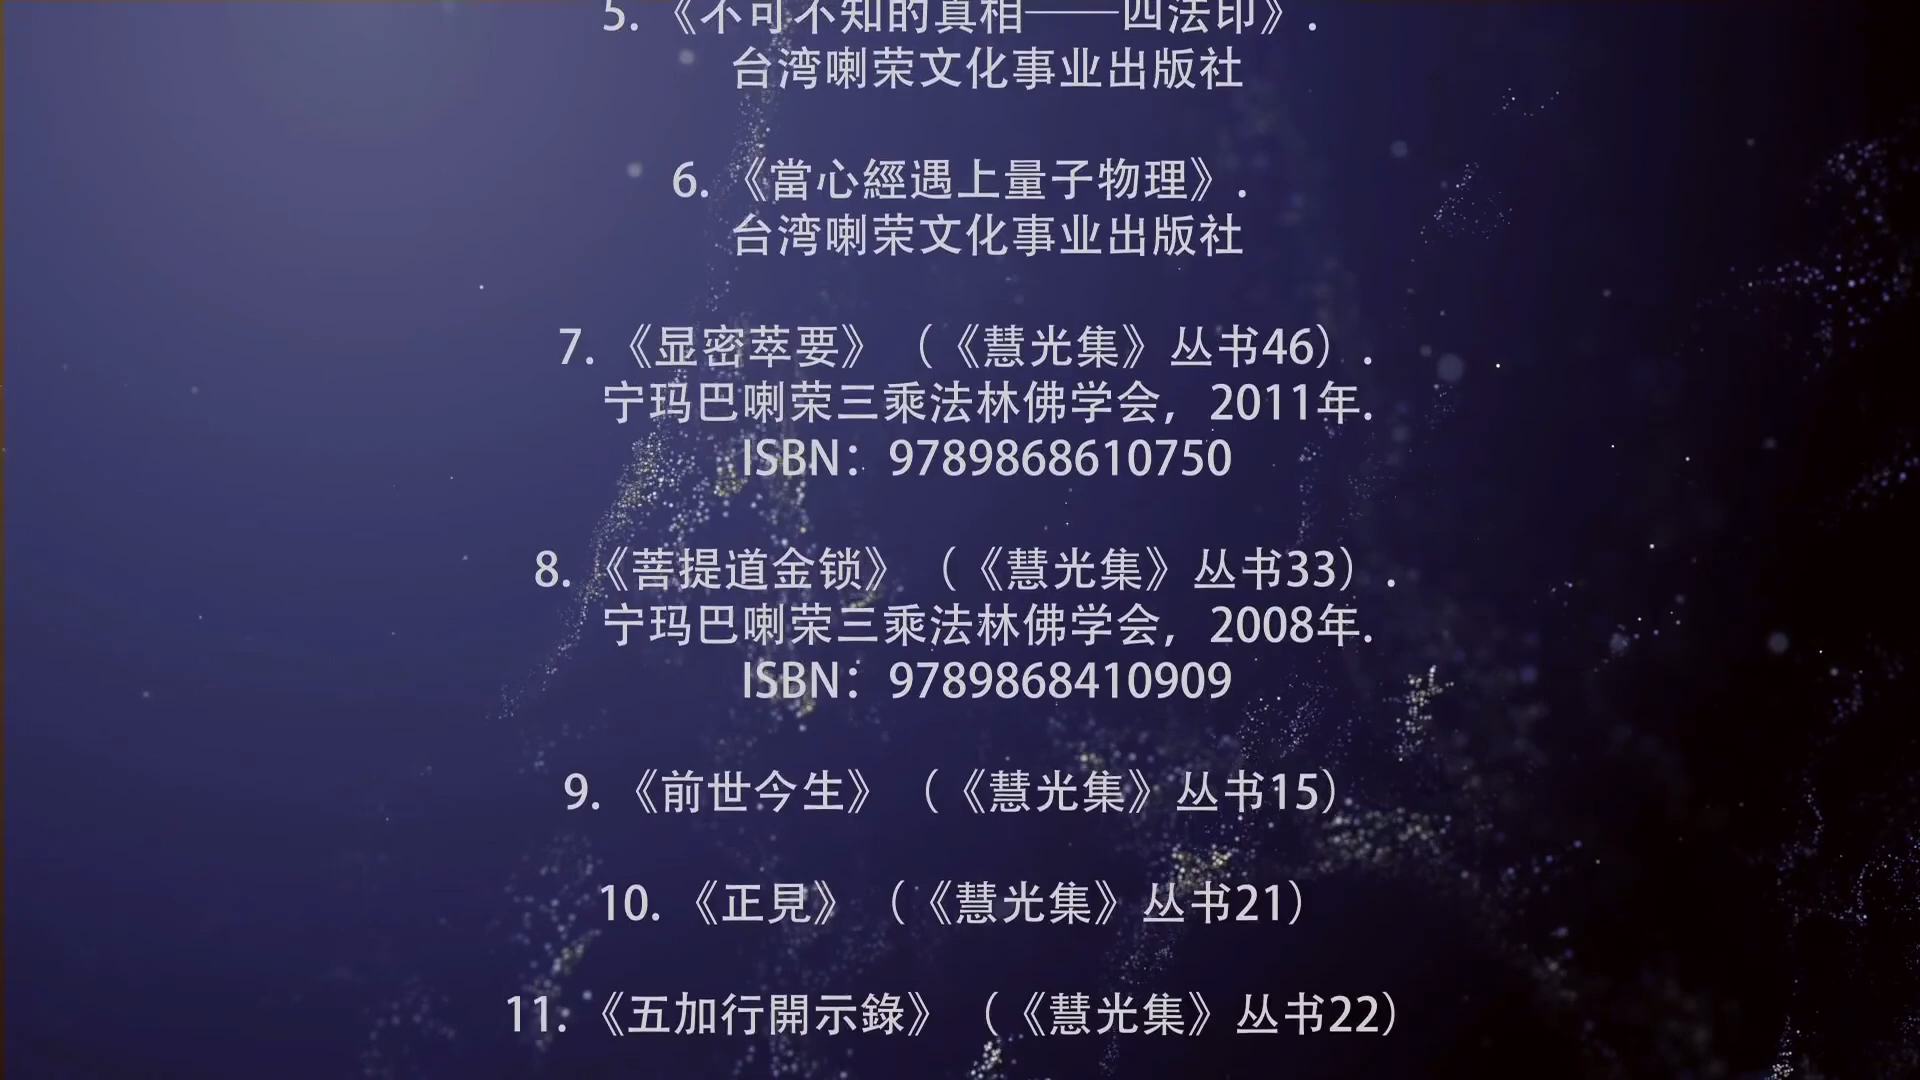 5. 《不可不知的真相——四法印》.
台湾喇荣文化事业出版社
6. 《當心經遇上量子物理》.
台湾喇荣文化事业出版社
7. 《显密萃要》（《慧光集》丛书46）.
宁玛巴喇荣三乘法林佛学会，2011年.
ISBN：9789868610750
8. 《菩提道金锁》（《慧光集》丛书33）.
宁玛巴喇荣三乘法林佛学会，2008年.
ISBN：9789868410909
9. 《前世今生》（《慧光集》丛书15）
10. 《正見》（《慧光集》丛书21）
11. 《五加行開示錄》（《慧光集》丛书22）